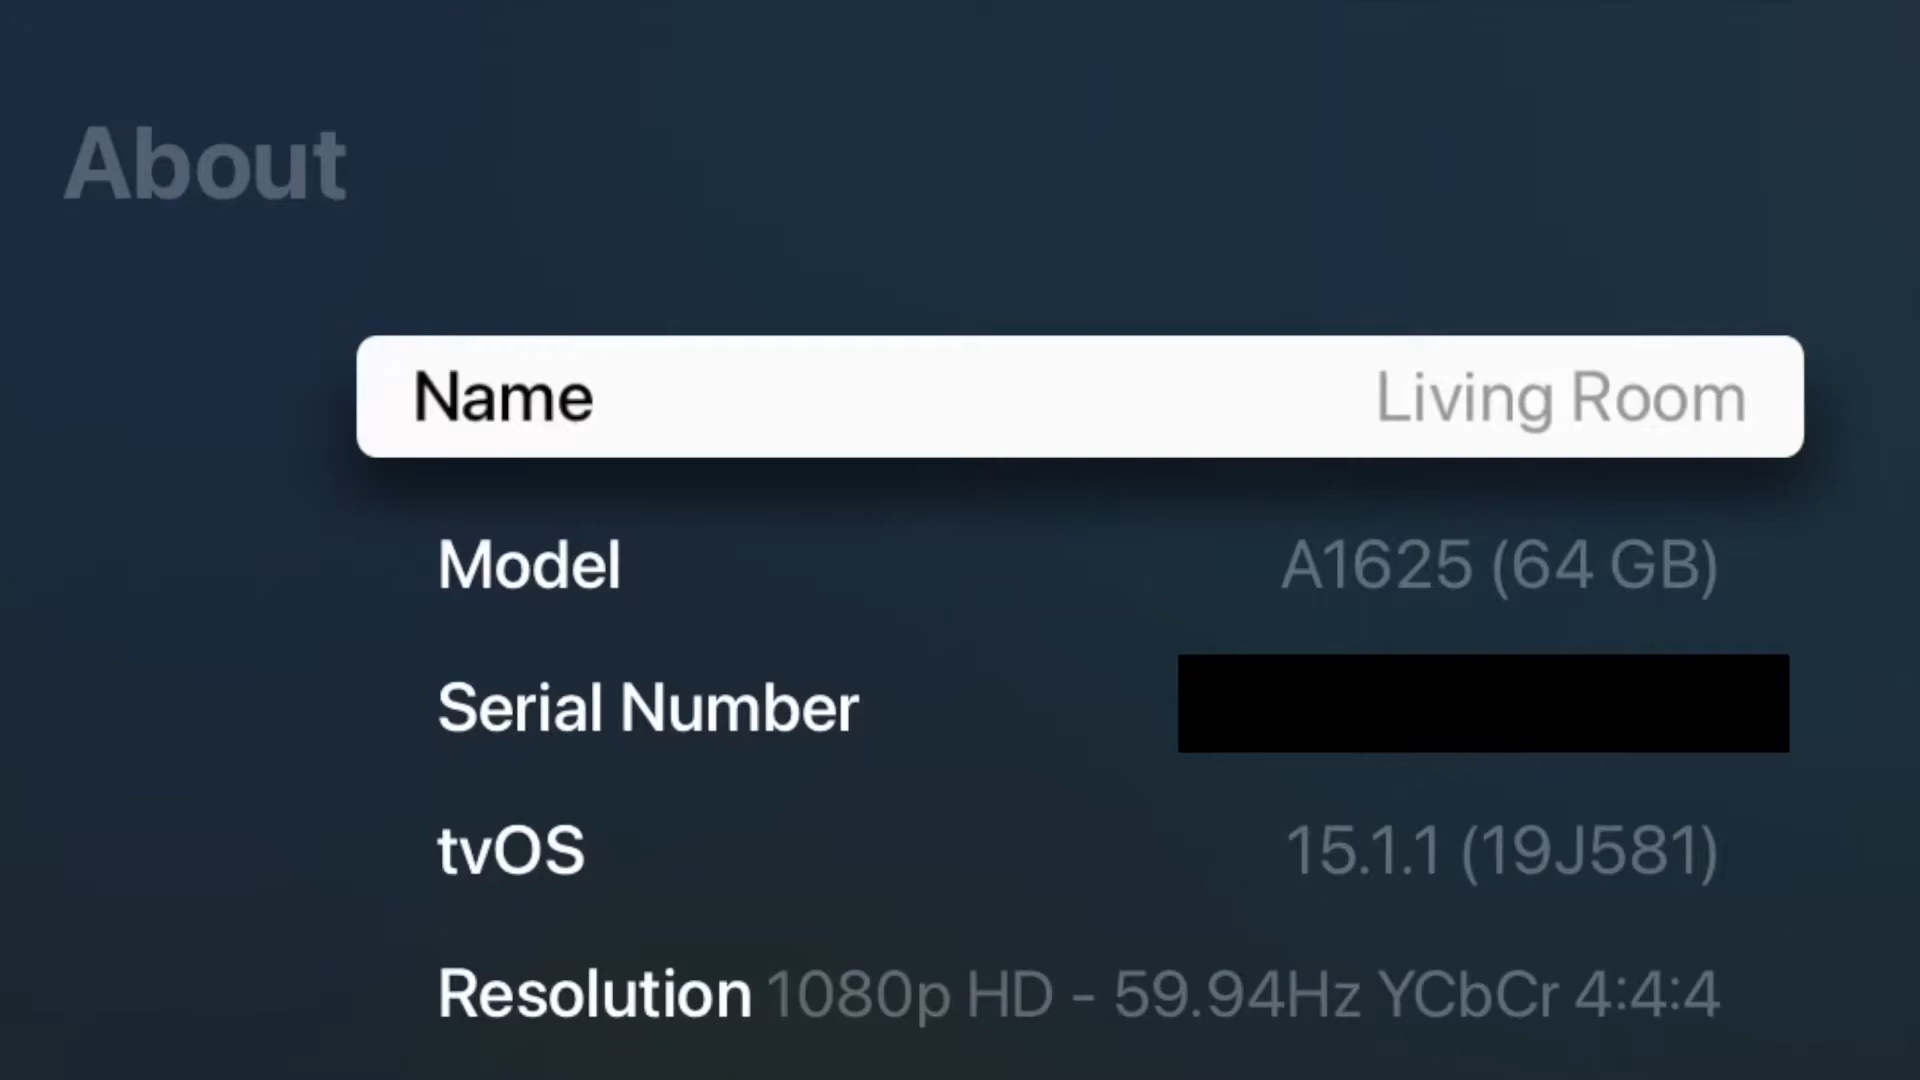 About
Name Living Room
Model A1625 (64 GB)
Serial Number
tvOS 15.1.1 (19J581)
Resolution 1080p HD - 59.94Hz YCbCr 4:4:4